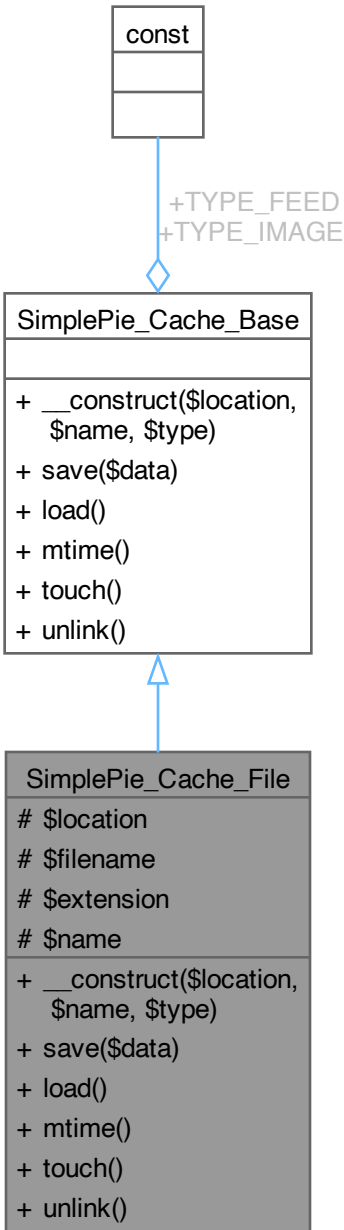 const
+TYPE_FEED
+TYPE_IMAGE
SimplePie_Cache_Base
+ __construct($location,
$name, $type)
+ save($data)
+ load()
+ mtime()
+ touch()
+ unlink()
SimplePie_Cache_File
# $location
# $filename
# $extension
# $name
+ __construct($location,
$name, $type)
+ save($data)
+ load()
+ mtime()
+ touch()
+ unlink()